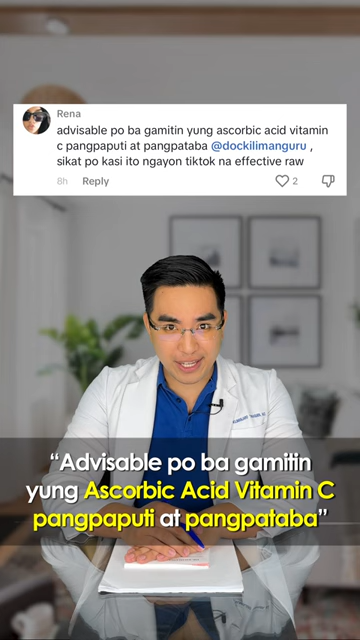 Rena
advisable po ba gamitin yung ascorbic acid vitamin
c pangpaputi at pangpataba @dockilimanguru ,
sikat po kasi ito ngayon tiktok na effective raw
8h Reply 2
“Advisable po ba gamitin
yung Ascorbic Acid Vitamin C
pangpaputi at pangpataba”